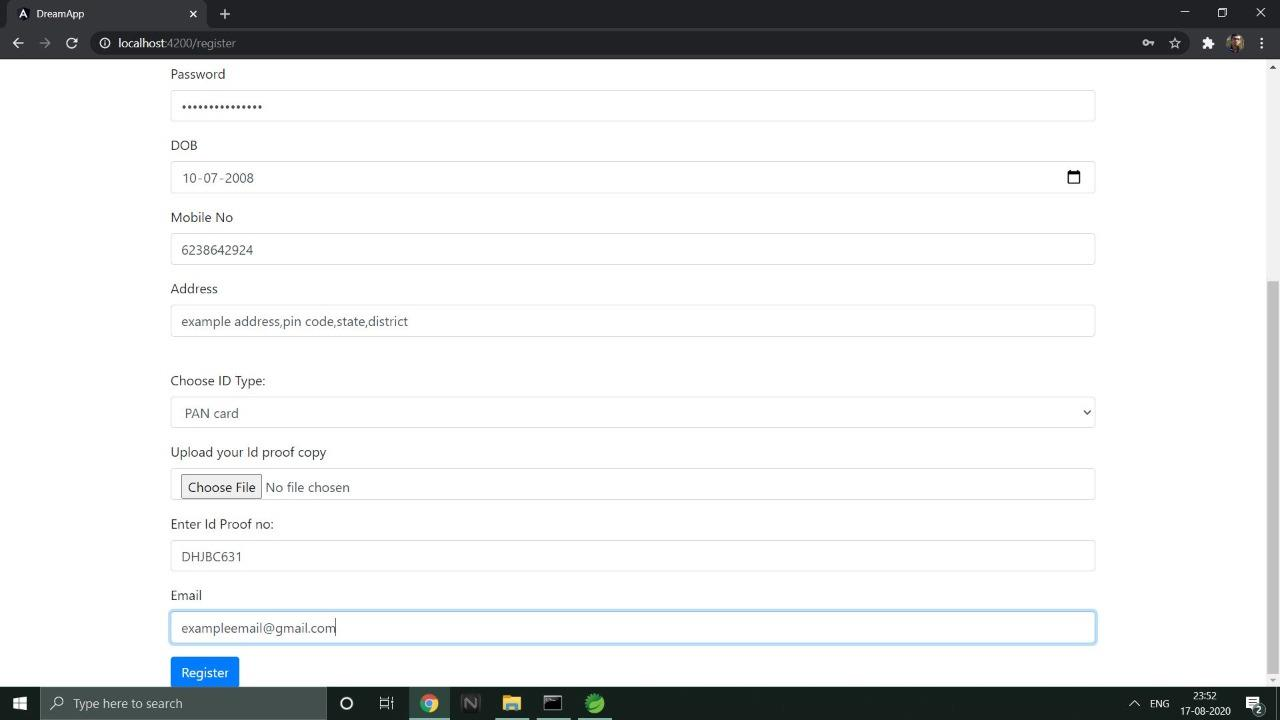 DreamApp
localhost:4200/register
Password
•••••••••••••••
DOB
10-07-2008
Mobile No
6238642924
Address
example address,pin code,state,district
Choose ID Type:
PAN card
Upload your Id proof copy
Choose File No file chosen
Enter Id Proof no:
DHJBC631
Email
exampleemail@gmail.com
Register
Type here to search
ENG
23:52
17-08-2020
2